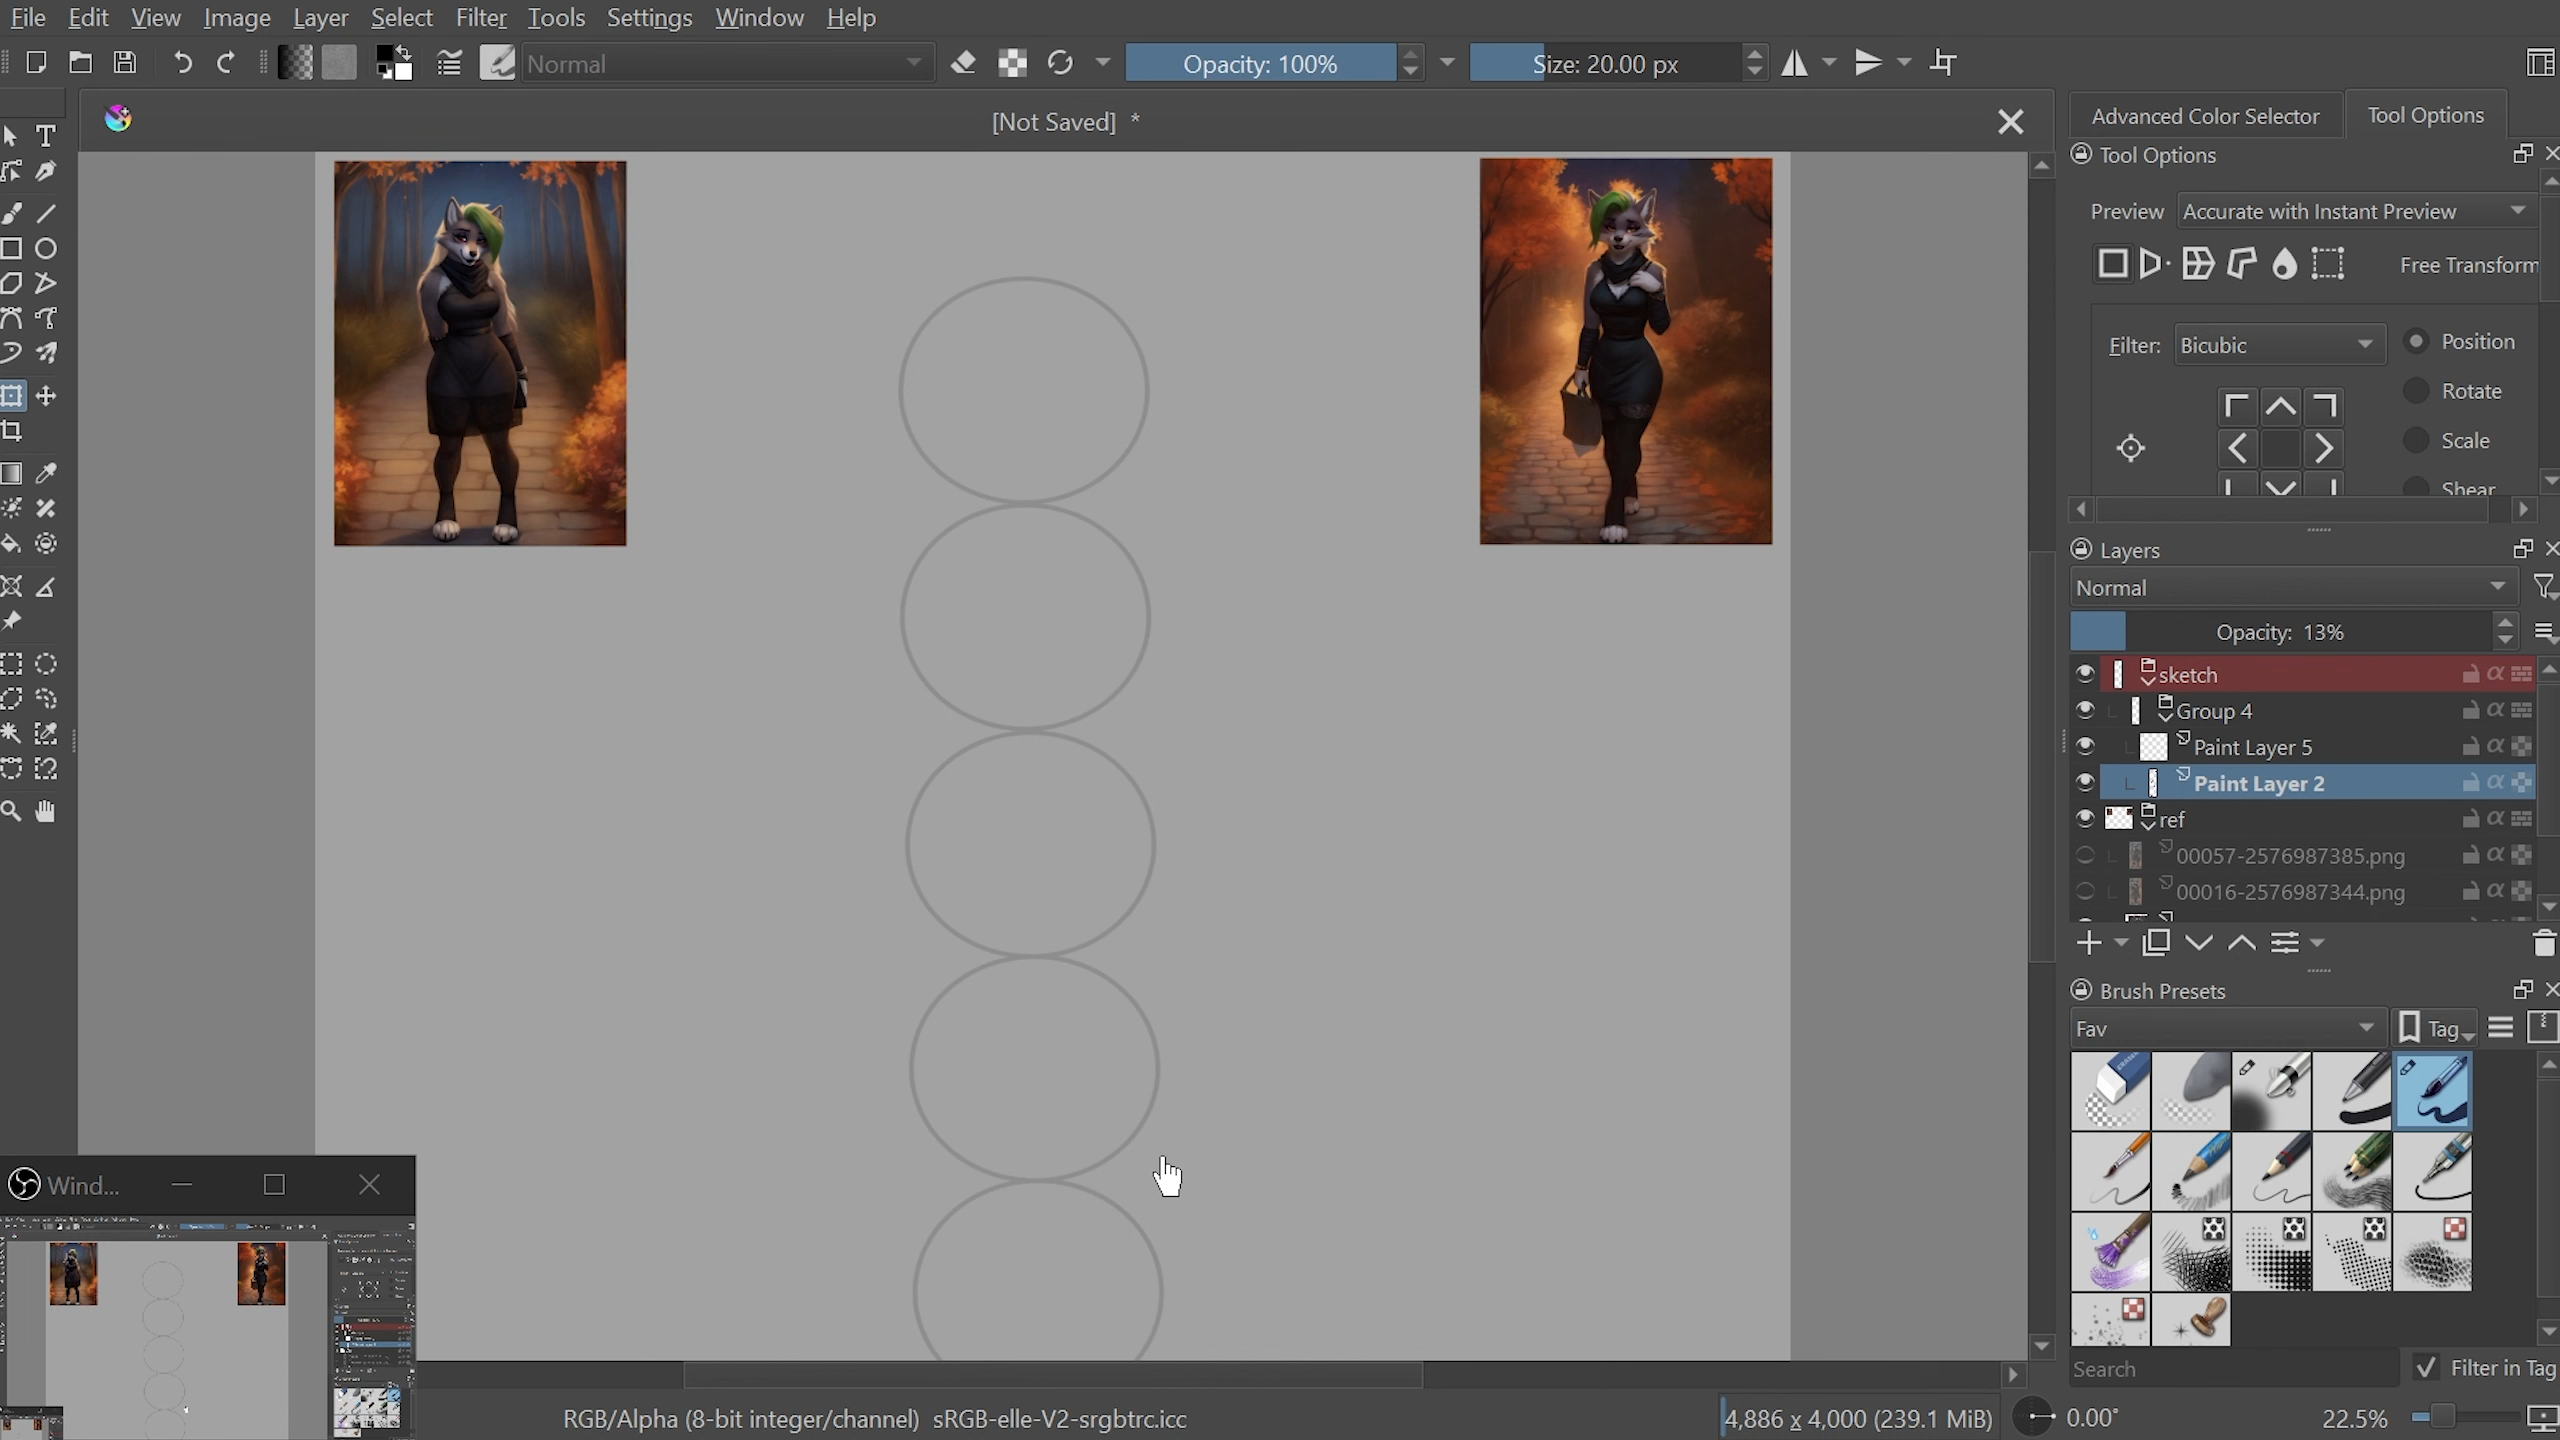 File Edit View Image Layer Select Filter Tools Settings Window Help
Normal Opacity: 100% Size: 20.00 px
[Not Saved] *
Advanced Color Selector Tool Options
Tool Options
Preview Accurate with Instant Preview
Free Transform
Filter: Bicubic Position
Rotate
Scale
Shear
Layers
Normal
Opacity: 13%
sketch
Group 4
Paint Layer 5
Paint Layer 2
ref
00057-2576987385.png
00016-2576987344.png
Brush Presets
Fav Tag
Wind...
Search Filter in Tag
RGB/Alpha (8-bit integer/channel) sRGB-elle-V2-srgbtrc.icc 4,886 x 4,000 (239.1 MiB) 0.00° 22.5%